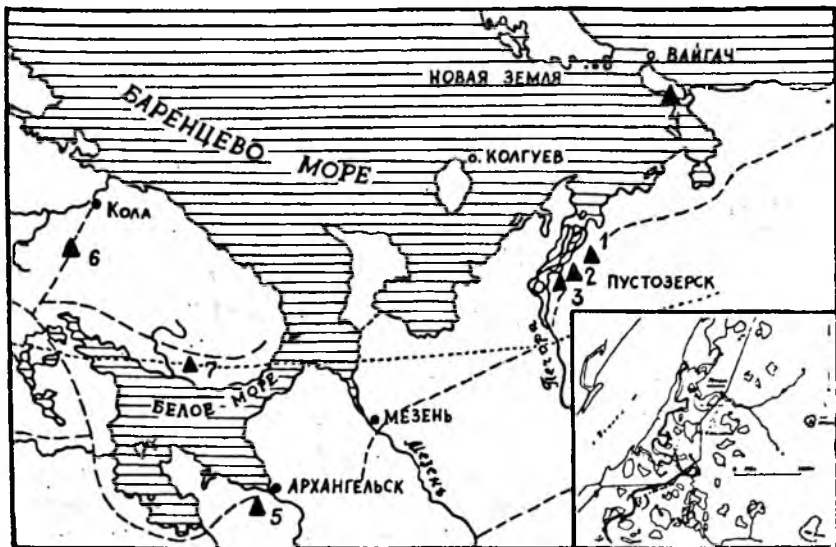 ВАЙГАЧ
НОВАЯ ЗЕМЛЯ
БАРЕНЦЕВО
МОРЕ
о. КОЛГУЕВ
4
КОЛА
6
1
2
3
ПУСТОЗЕРСК
Печора
7
БЕЛОЕ МОРЕ
МЕЗЕНЬ
Мезень
АРХАНГЕЛЬСК
5